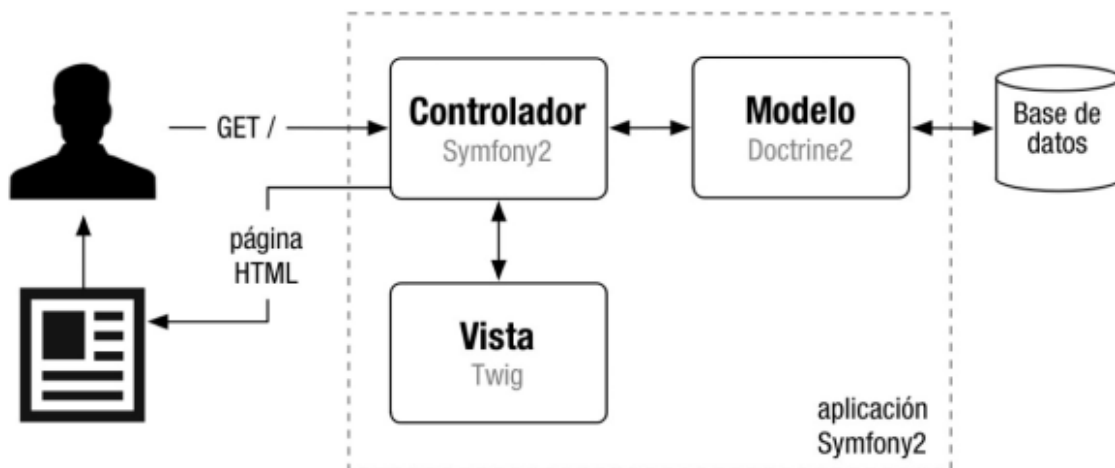 GET /
Controlador
Symfony2
Modelo
Doctrine2
Base de
datos
página
HTML
Vista
Twig
aplicación
Symfony2